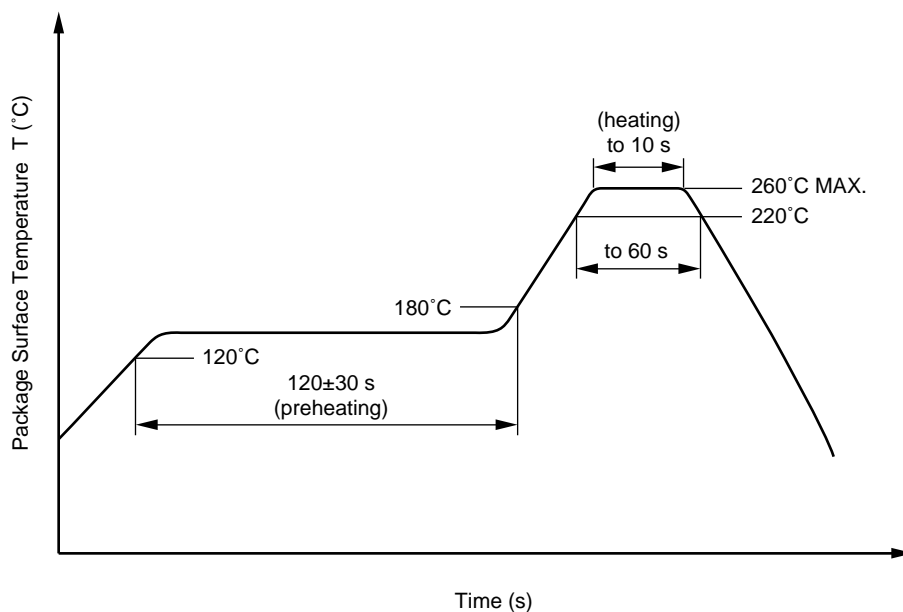 Package Surface Temperature T (˚C)
(heating)
to 10 s
260˚C MAX.
220˚C
to 60 s
180˚C
120˚C
120±30 s
(preheating)
Time (s)